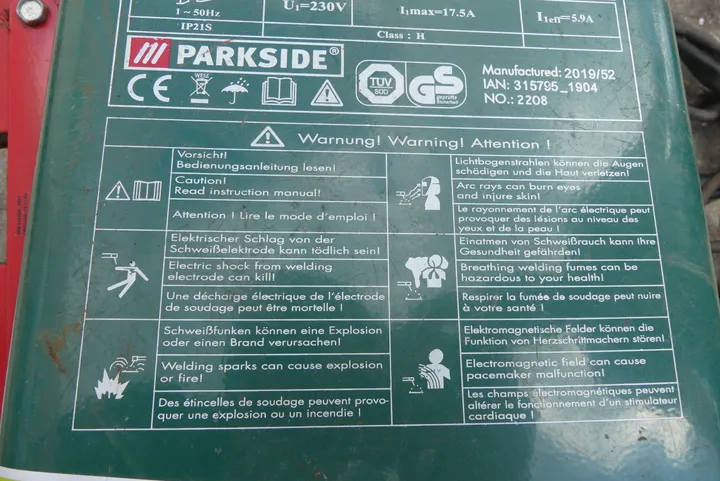 1 ~ 50Hz
U₁=230V
I₁max=17.5A
I₁eff=5.9A
IP21S
Class : H
PARKSIDE®
CE
WEEE
TÜV
SÜD
GS
geprüfte
Sicherheit
Manufactured: 2019/52
IAN: 315795_1904
NO.: 2208
Warnung! Warning! Attention !
Vorsicht!
Bedienungsanleitung lesen!
Caution!
Read instruction manual!
Attention ! Lire le mode d'emploi !
Elektrischer Schlag von der
Schweißelektrode kann tödlich sein!
Electric shock from welding
electrode can kill!
Une décharge électrique de l'électrode
de soudage peut être mortelle !
Schweißfunken können eine Explosion
oder einen Brand verursachen!
Welding sparks can cause explosion
or fire!
Des étincelles de soudage peuvent provo-
quer une explosion ou un incendie !
Lichtbogenstrahlen können die Augen
schädigen und die Haut verletzen!
Arc rays can burn eyes
and injure skin!
Le rayonnement de l'arc électrique peut
provoquer des lésions au niveau des
yeux et de la peau !
Einatmen von Schweißrauch kann Ihre
Gesundheit gefährden!
Breathing welding fumes can be
hazardous to your health!
Respirer la fumée de soudage peut nuire
à votre santé !
Elektromagnetische Felder können die
Funktion von Herzschrittmachern stören!
Electromagnetic field can cause
pacemaker malfunction!
Les champs électromagnétiques peuvent
altérer le fonctionnement d'un stimulateur
cardiaque !